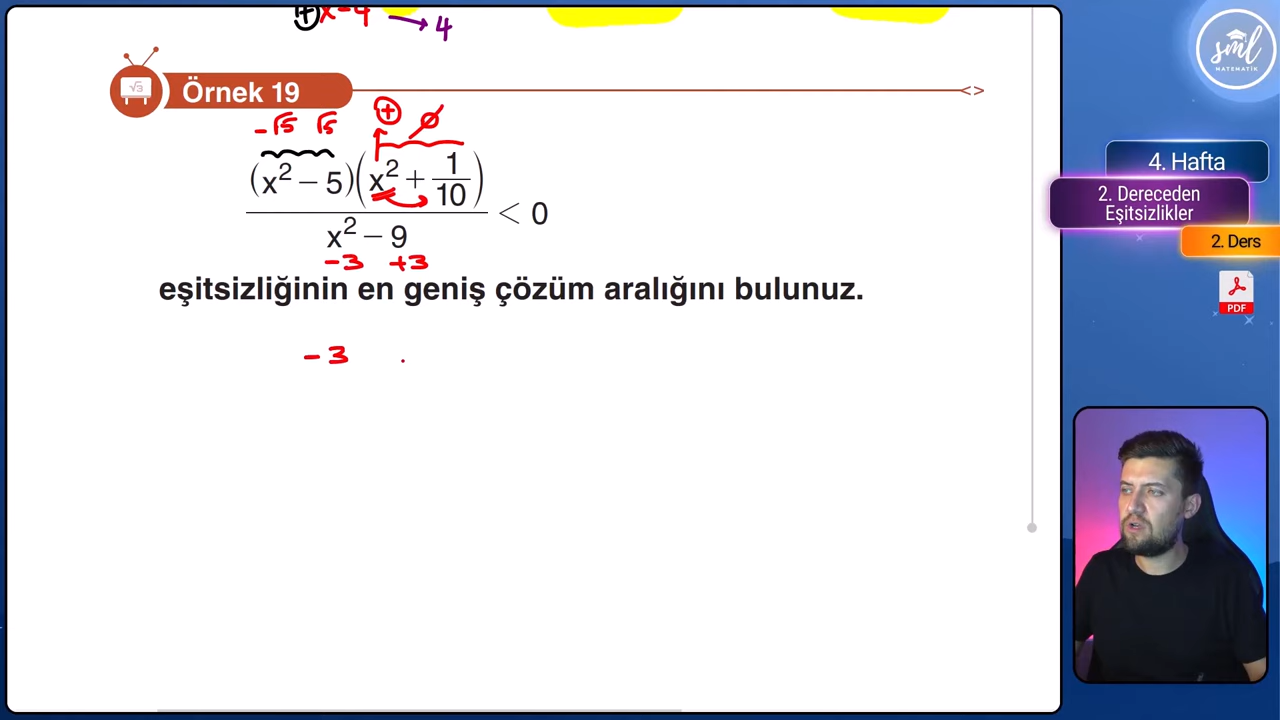 + x-4 → 4
√3 Örnek 19
-√5 √5 + ∅
(x² − 5)(x² + 1/10)
x² − 9
< 0
-3 +3
eşitsizliğinin en geniş çözüm aralığını bulunuz.
-3
sml
MATEMATİK
4. Hafta
2. Dereceden
Eşitsizlikler
2. Ders
PDF